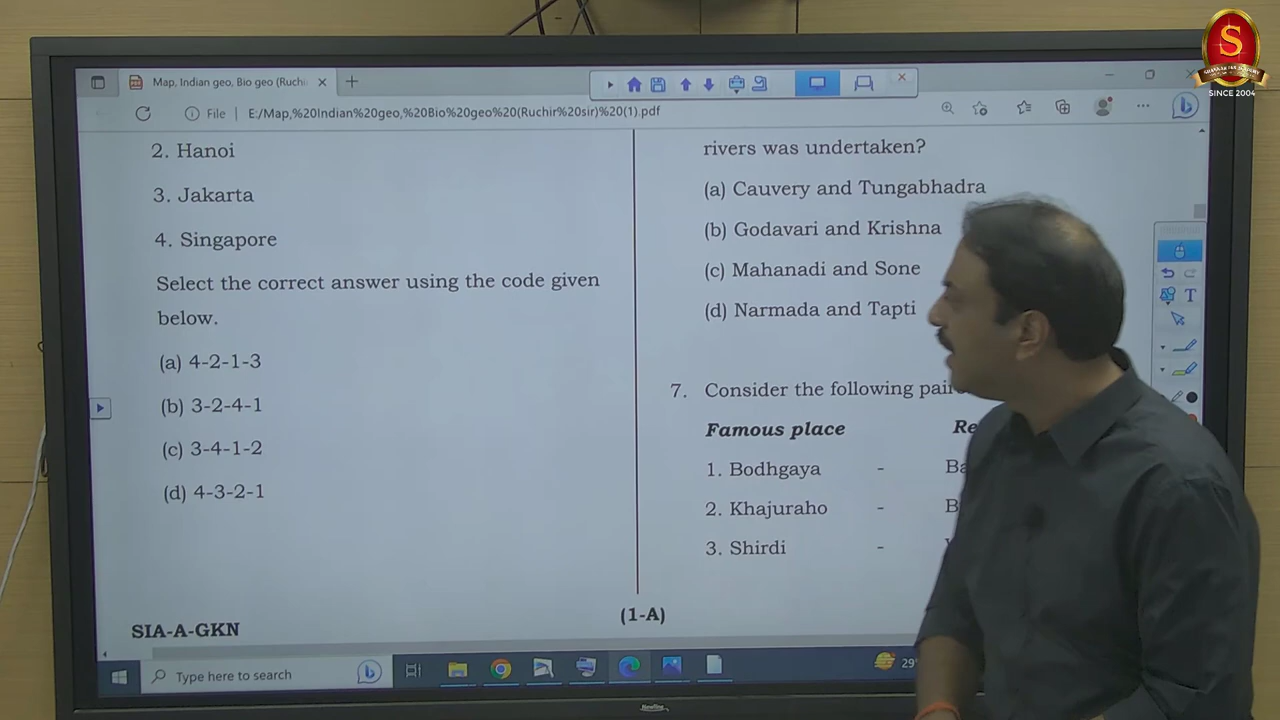 S
SINCE 2004
Map, Indian geo, Bio geo (Ruchi
File
E:/Map,%20Indian%20geo,%20Bio%20geo%20(Ruchir%20sir)%20(1).pdf
2. Hanoi
3. Jakarta
4. Singapore
Select the correct answer using the code given
below.
(a) 4-2-1-3
(b) 3-2-4-1
(c) 3-4-1-2
(d) 4-3-2-1
rivers was undertaken?
(a) Cauvery and Tungabhadra
(b) Godavari and Krishna
(c) Mahanadi and Sone
(d) Narmada and Tapti
7. Consider the following pair
Famous place Re
1. Bodhgaya - Ba
2. Khajuraho - B
3. Shirdi -
(1-A)
SIA-A-GKN
Type here to search
29°
Newline